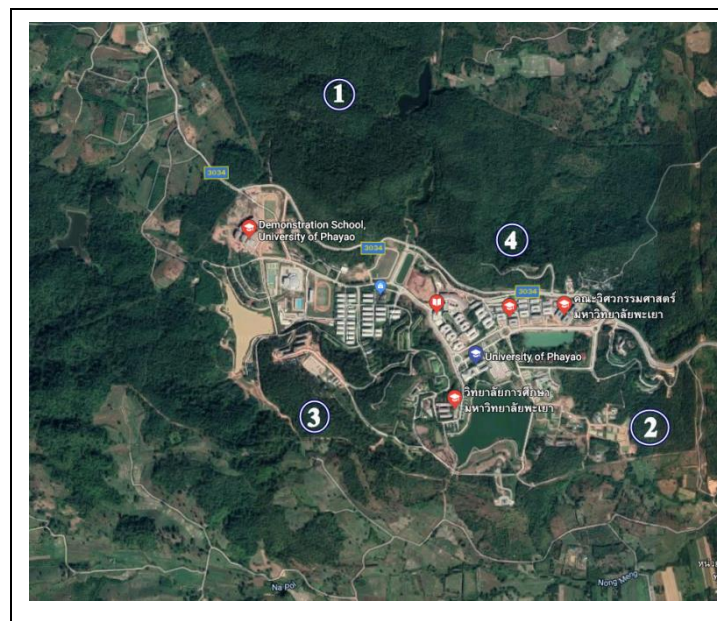 1
3034
Demonstration School,
University of Phayao
4
3034
3034
คณะวิศวกรรมศาสตร์
มหาวิทยาลัยพะเยา
University of Phayao
วิทยาลัยการศึกษา
มหาวิทยาลัยพะเยา
3
2
Na Poi
Nong Meng